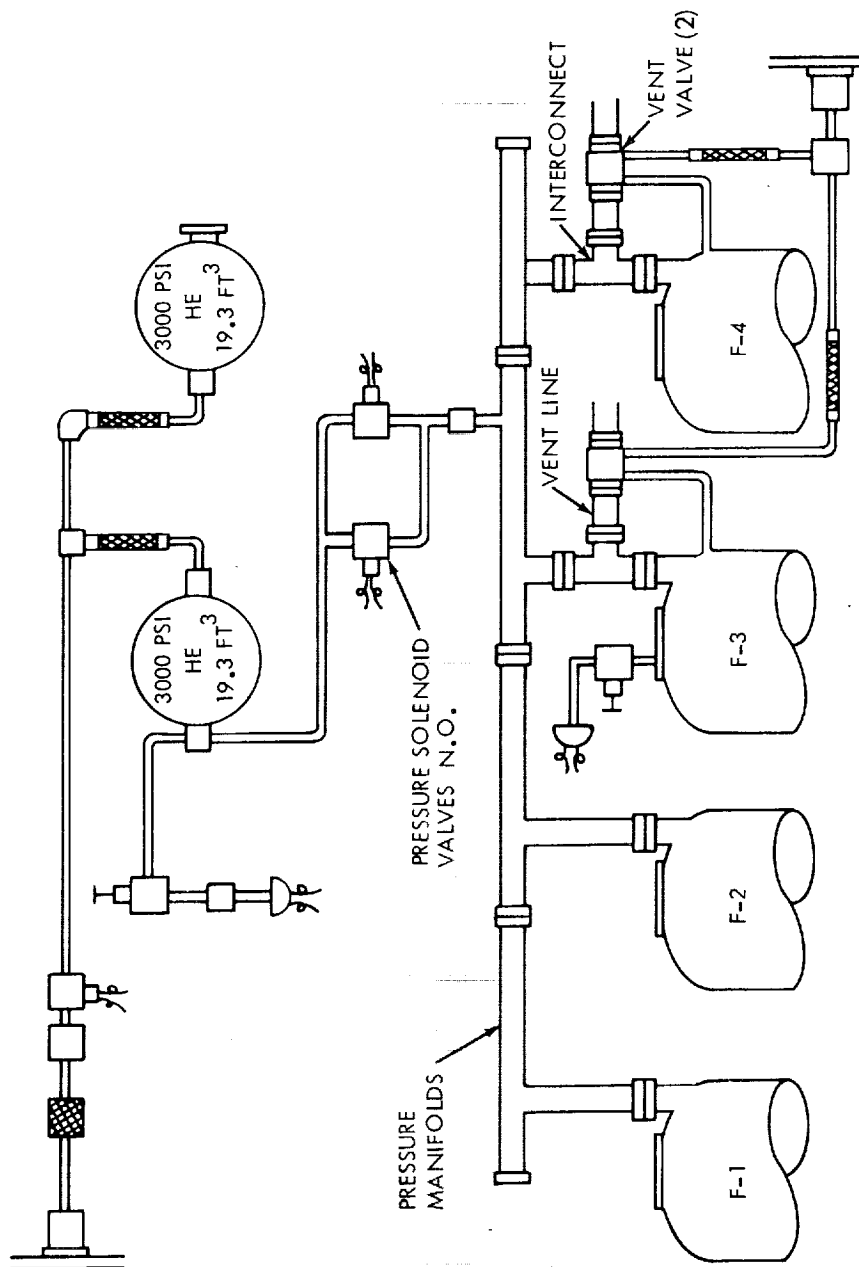 3000 PSI
HE
19.3 FT³
3000 PSI
HE
19.3 FT³
PRESSURE SOLENOID
VALVES N.O.
PRESSURE
MANIFOLDS
VENT LINE
INTERCONNECT
VENT
VALVE (2)
F-1
F-2
F-3
F-4